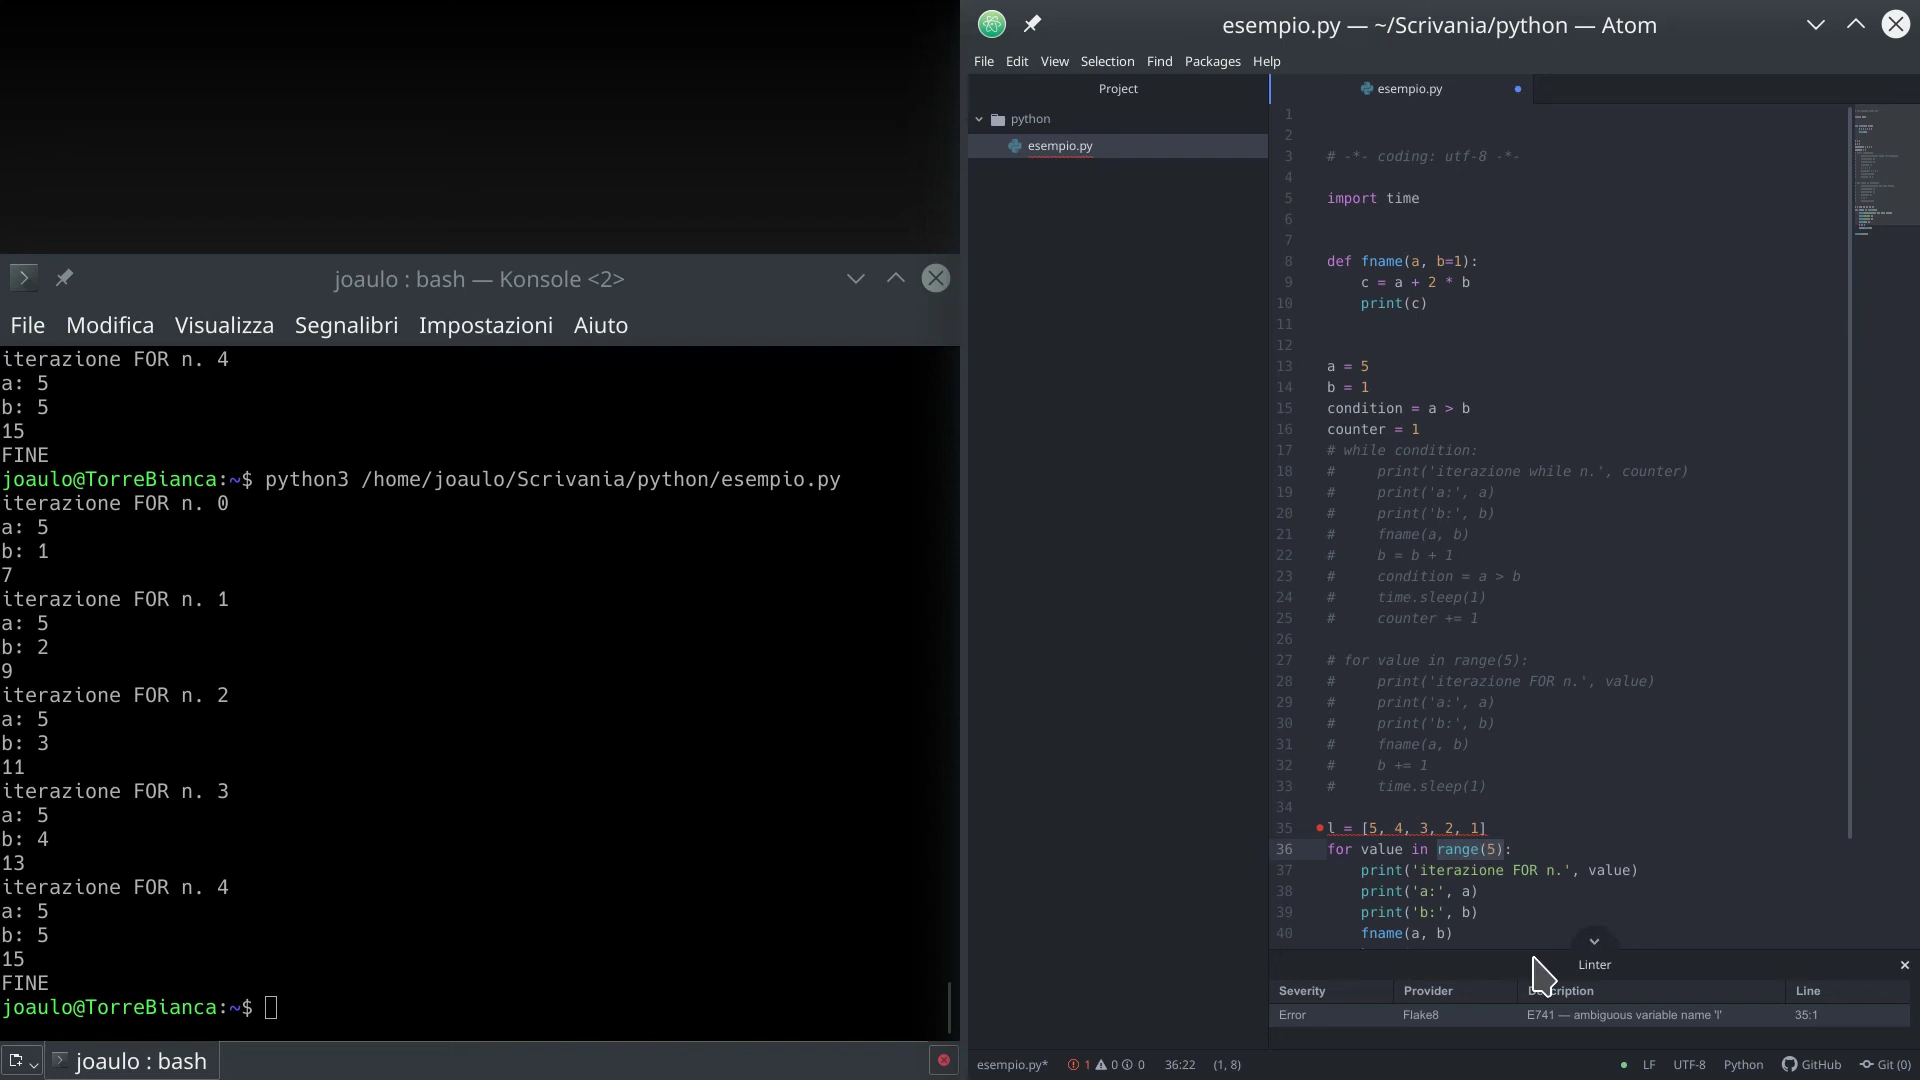 joaulo : bash — Konsole <2>
File Modifica Visualizza Segnalibri Impostazioni Aiuto
iterazione FOR n. 4
a: 5
b: 5
15
FINE
joaulo@TorreBianca:~$ python3 /home/joaulo/Scrivania/python/esempio.py
iterazione FOR n. 0
a: 5
b: 1
7
iterazione FOR n. 1
a: 5
b: 2
9
iterazione FOR n. 2
a: 5
b: 3
11
iterazione FOR n. 3
a: 5
b: 4
13
iterazione FOR n. 4
a: 5
b: 5
15
FINE
joaulo@TorreBianca:~$
joaulo : bash
esempio.py — ~/Scrivania/python — Atom
File Edit View Selection Find Packages Help
Project
python
esempio.py
esempio.py
1
2
3 # -*- coding: utf-8 -*-
4
5 import time
6
7
8 def fname(a, b=1):
9     c = a + 2 * b
10     print(c)
11
12
13 a = 5
14 b = 1
15 condition = a > b
16 counter = 1
17 # while condition:
18 #     print('iterazione while n.', counter)
19 #     print('a:', a)
20 #     print('b:', b)
21 #     fname(a, b)
22 #     b = b + 1
23 #     condition = a > b
24 #     time.sleep(1)
25 #     counter += 1
26
27 # for value in range(5):
28 #     print('iterazione FOR n.', value)
29 #     print('a:', a)
30 #     print('b:', b)
31 #     fname(a, b)
32 #     b += 1
33 #     time.sleep(1)
34
35 l = [5, 4, 3, 2, 1]
36 for value in range(5):
37     print('iterazione FOR n.', value)
38     print('a:', a)
39     print('b:', b)
40     fname(a, b)
Linter
Severity Provider Line
Error Flake8 E741 — ambiguous variable name 'l' 35:1
esempio.py* 1 0 0 36:22 (1, 8) LF UTF-8 Python GitHub Git (0)